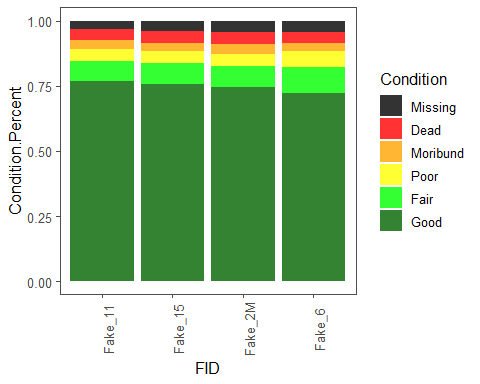 1.00
0.75
0.50
0.25
0.00
Condition.Percent
Fake_11
Fake_15
Fake_2M
Fake_6
FID
Condition
Missing
Dead
Moribund
Poor
Fair
Good